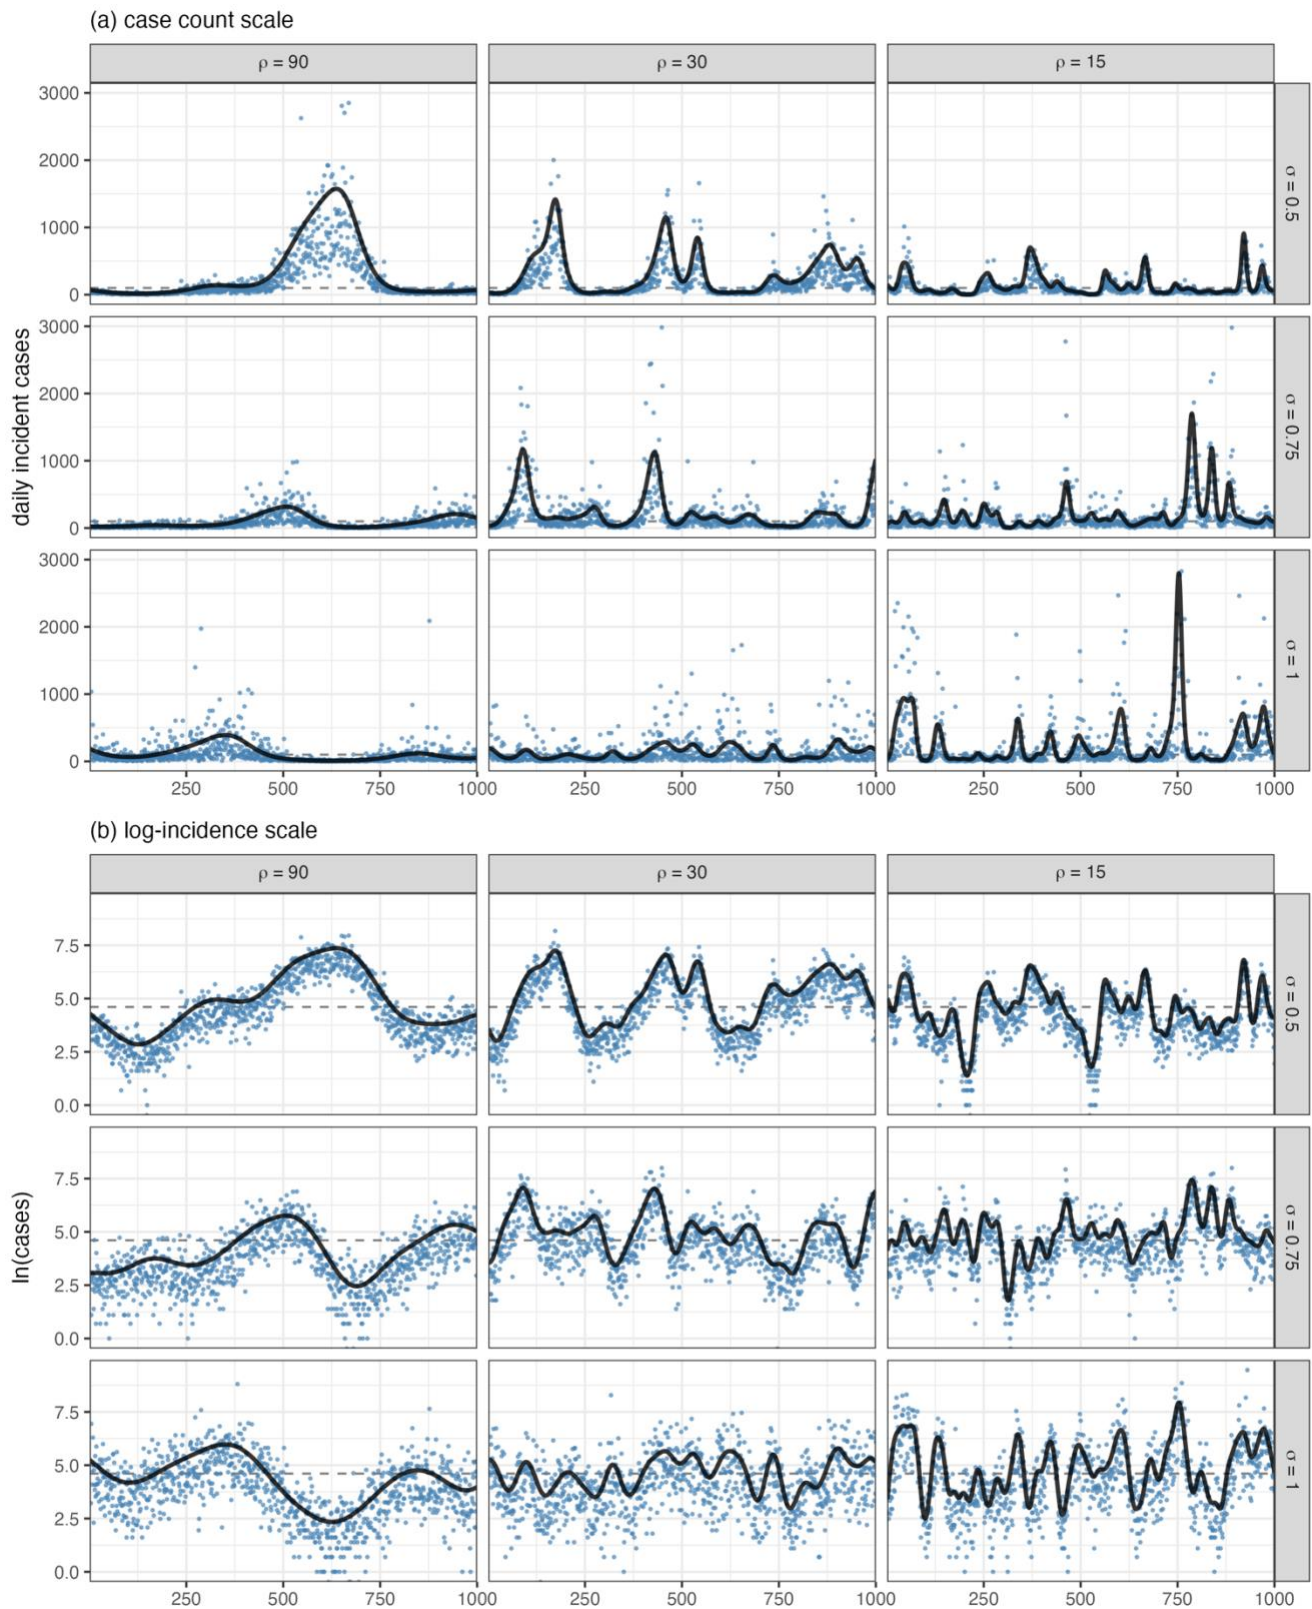 (a) case count scale
ρ = 90 ρ = 30 ρ = 15
3000
2000
1000
0
σ = 0.5
3000
2000
1000
0
σ = 0.75
3000
2000
1000
0
σ = 1
daily incident cases
250 500 750 1000 250 500 750 1000 250 500 750 1000
(b) log-incidence scale
ρ = 90 ρ = 30 ρ = 15
7.5
5.0
2.5
0.0
σ = 0.5
7.5
5.0
2.5
0.0
σ = 0.75
7.5
5.0
2.5
0.0
σ = 1
ln(cases)
250 500 750 1000 250 500 750 1000 250 500 750 1000